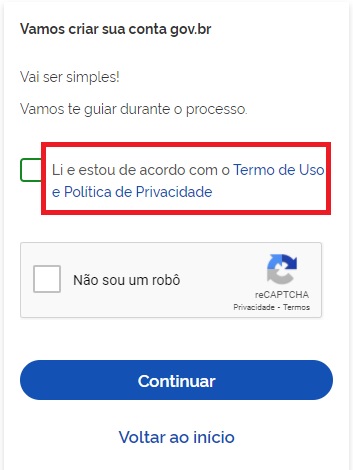 Vamos criar sua conta gov.br
Vai ser simples!
Vamos te guiar durante o processo.
Li e estou de acordo com o Termo de Uso
e Política de Privacidade
Não sou um robô
reCAPTCHA
Privacidade - Termos
Continuar
Voltar ao início